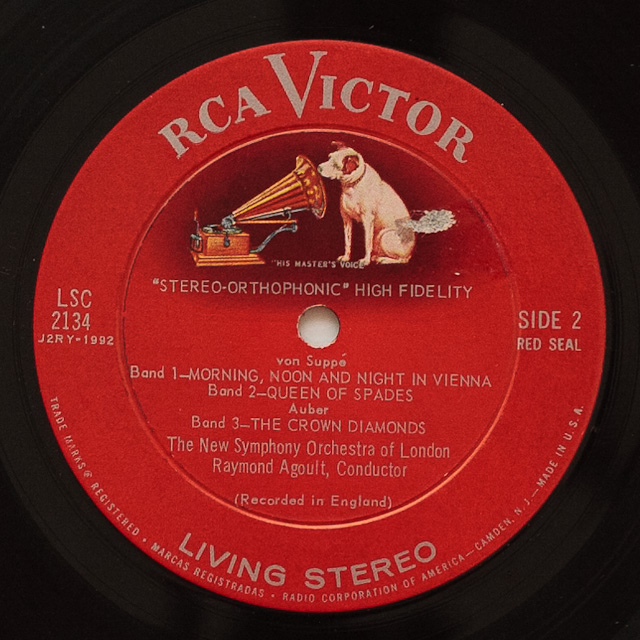 RCA VICTOR
"HIS MASTER'S VOICE"
"STEREO-ORTHOPHONIC" HIGH FIDELITY
LSC
2134
J2RY-1992
SIDE 2
RED SEAL
von Suppé
Band 1—MORNING, NOON AND NIGHT IN VIENNA
Band 2—QUEEN OF SPADES
Auber
Band 3—THE CROWN DIAMONDS
The New Symphony Orchestra of London
Raymond Agoult, Conductor
(Recorded in England)
LIVING STEREO
TRADE MARKS ® REGISTERED • MARCAS REGISTRADAS • RADIO CORPORATION OF AMERICA—CAMDEN, N. J.—MADE IN U.S.A.